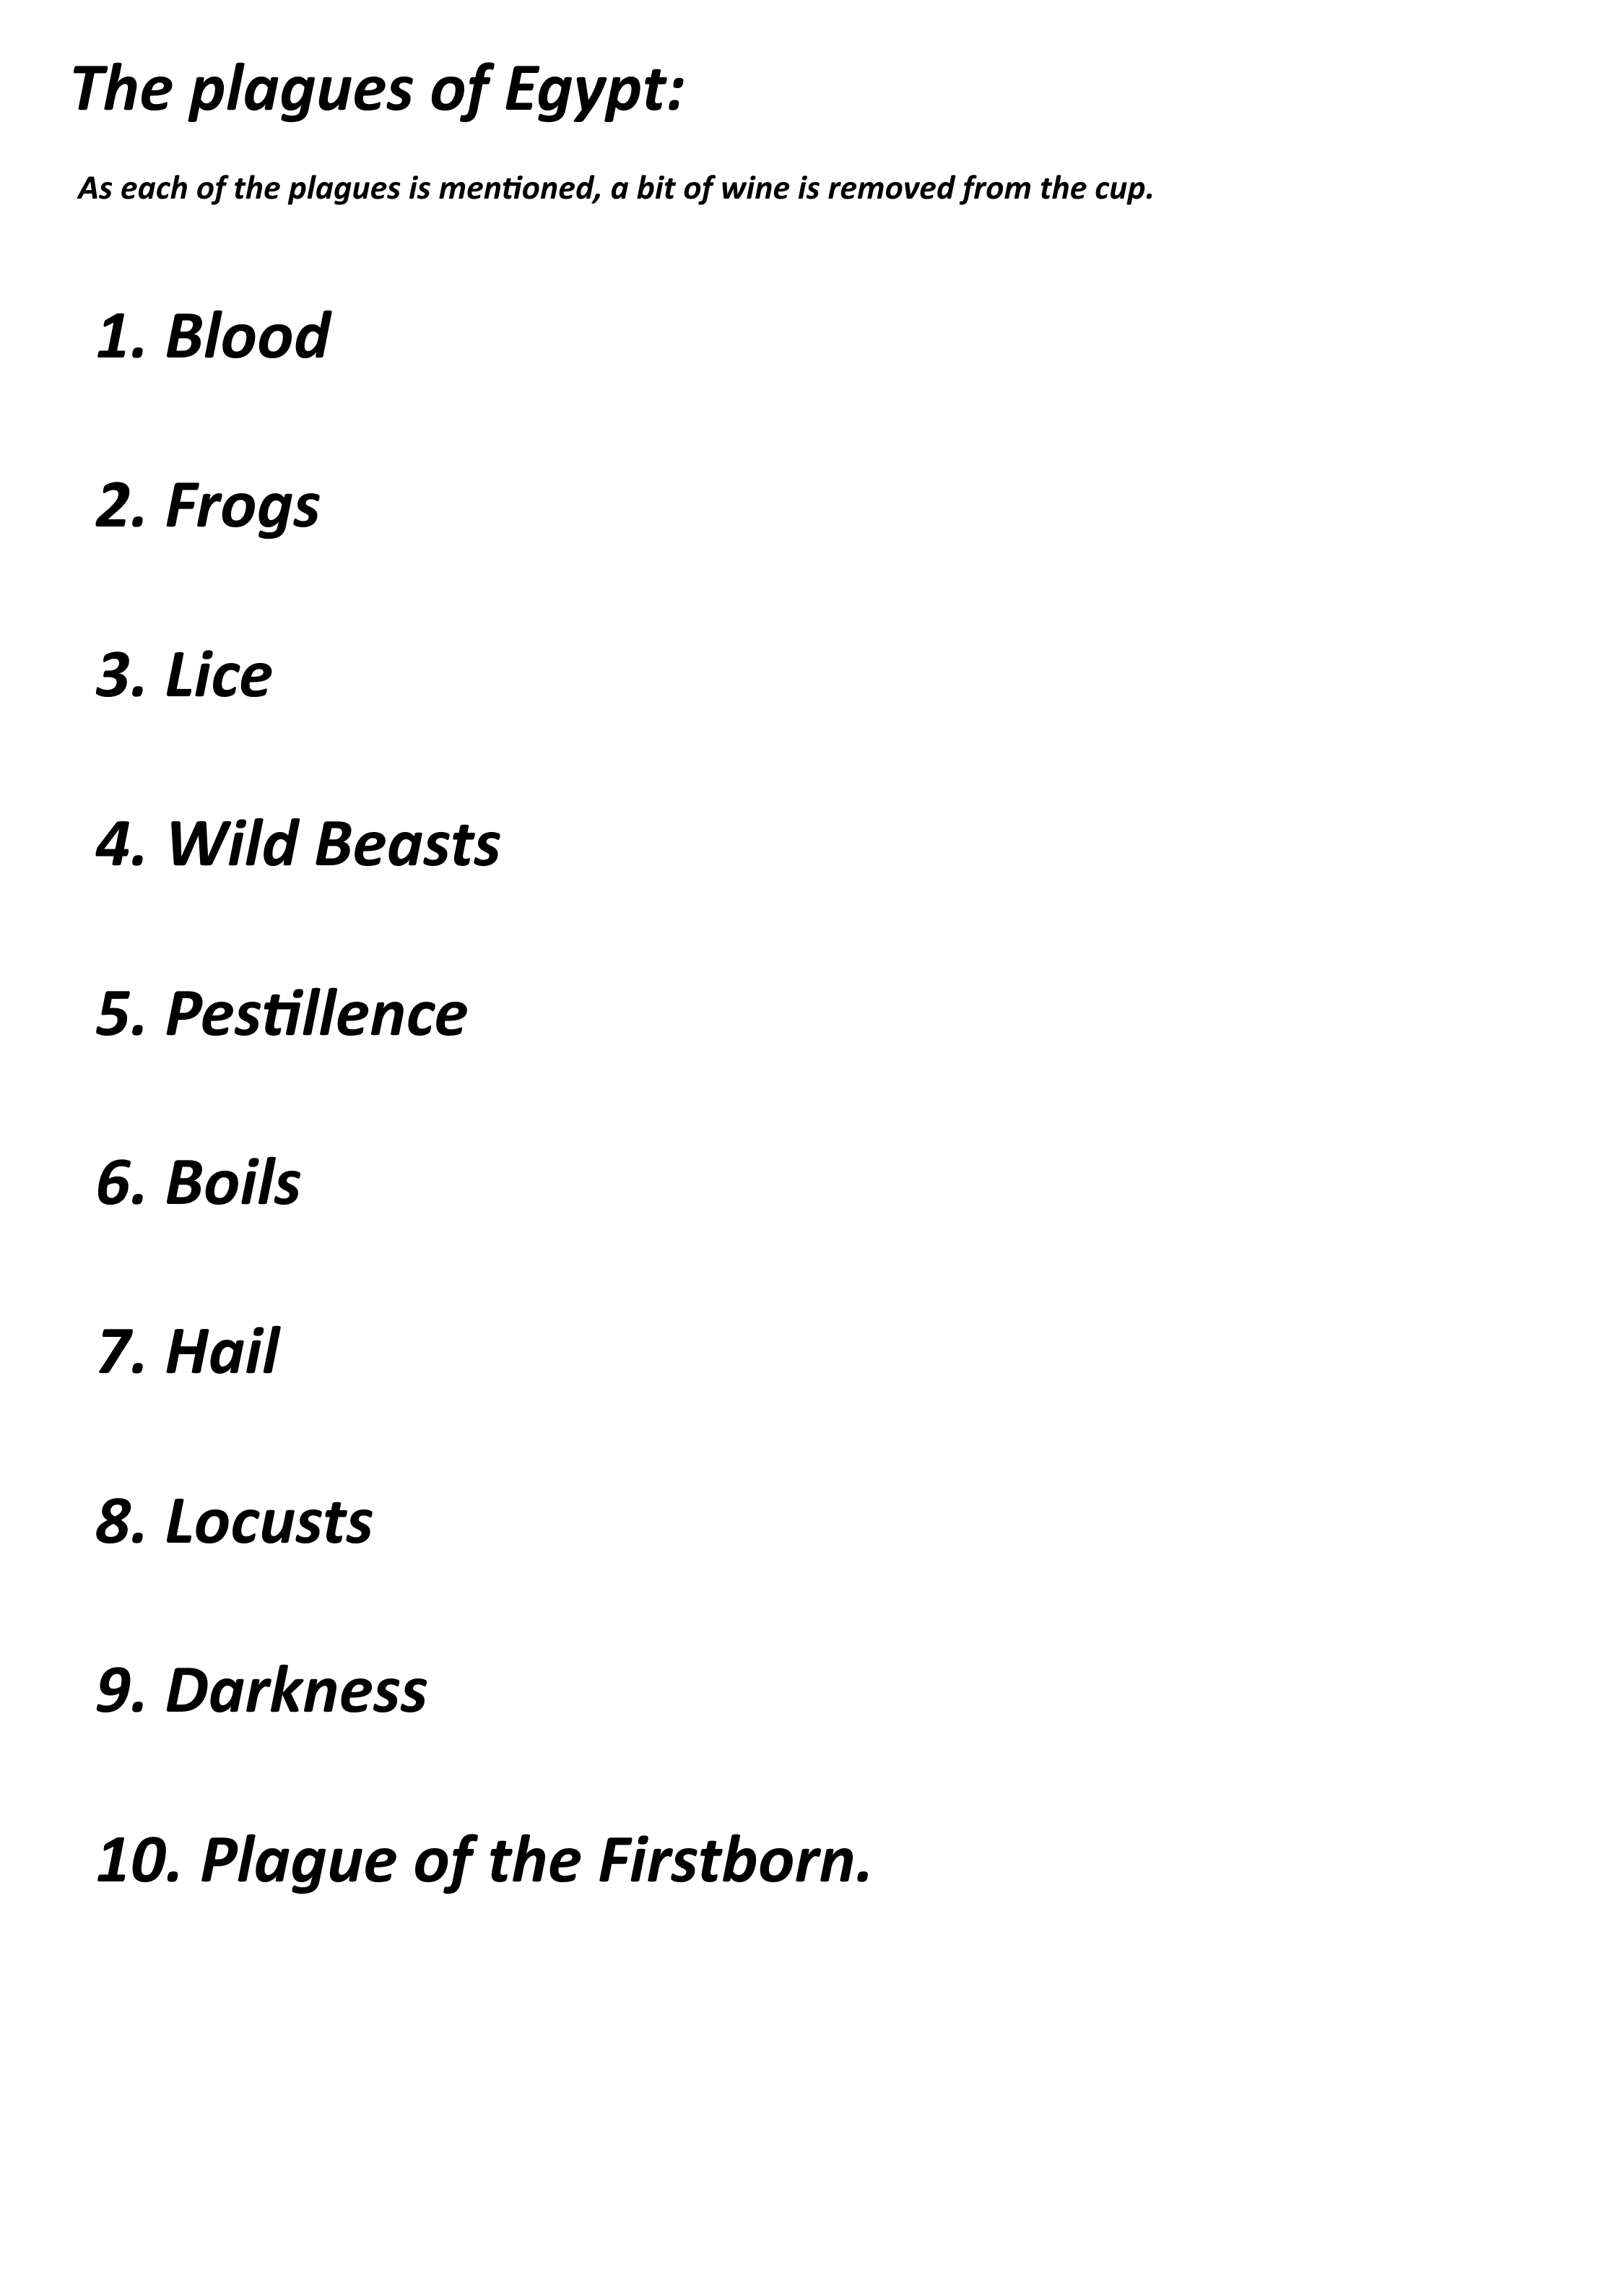 The plagues of Egypt:
As each of the plagues is mentioned, a bit of wine is removed from the cup.
1. Blood
2. Frogs
3. Lice
4. Wild Beasts
5. Pestillence
6. Boils
7. Hail
8. Locusts
9. Darkness
10. Plague of the Firstborn.